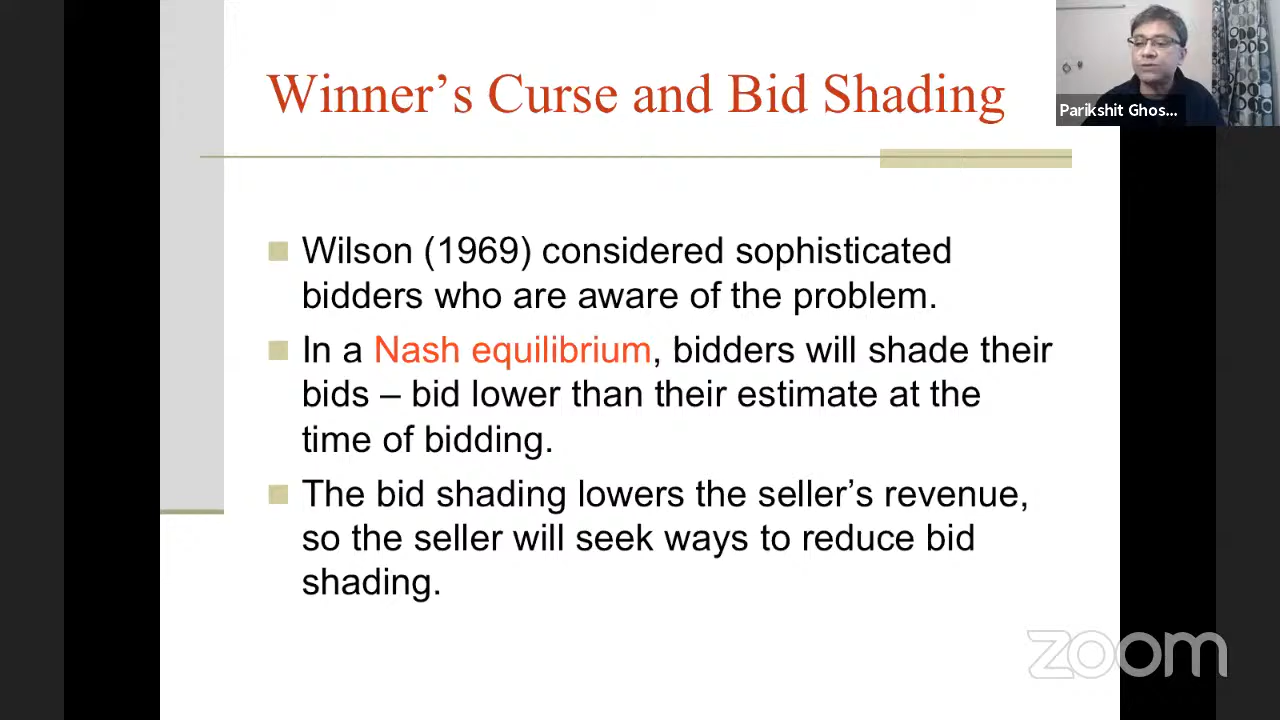 Winner’s Curse and Bid Shading
Parikshit Ghos...
Wilson (1969) considered sophisticated
bidders who are aware of the problem.
In a Nash equilibrium, bidders will shade their
bids – bid lower than their estimate at the
time of bidding.
The bid shading lowers the seller’s revenue,
so the seller will seek ways to reduce bid
shading.
zoom